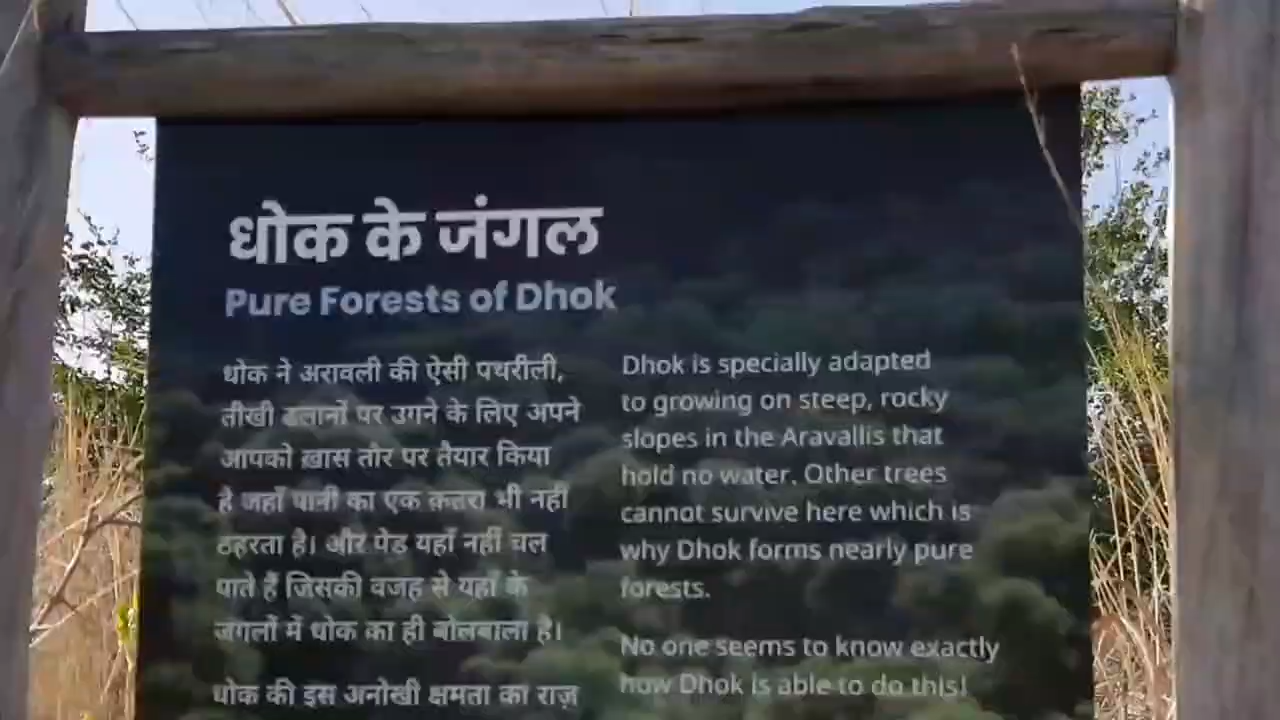 धोक के जंगल
Pure Forests of Dhok
धोक ने अरावली की ऐसी पथरीली,
तीखी ढलानों पर उगने के लिए अपने
आपको ख़ास तौर पर तैयार किया
है जहाँ पानी का एक क़तरा भी नहीं
ठहरता है। और पेड़ यहाँ नहीं चल
पाते हैं जिसकी वजह से यहाँ के
जंगलों में धोक का ही बोलबाला है।
धोक की इस अनोखी क्षमता का राज़
Dhok is specially adapted
to growing on steep, rocky
slopes in the Aravallis that
hold no water. Other trees
cannot survive here which is
why Dhok forms nearly pure
forests.
No one seems to know exactly
how Dhok is able to do this!